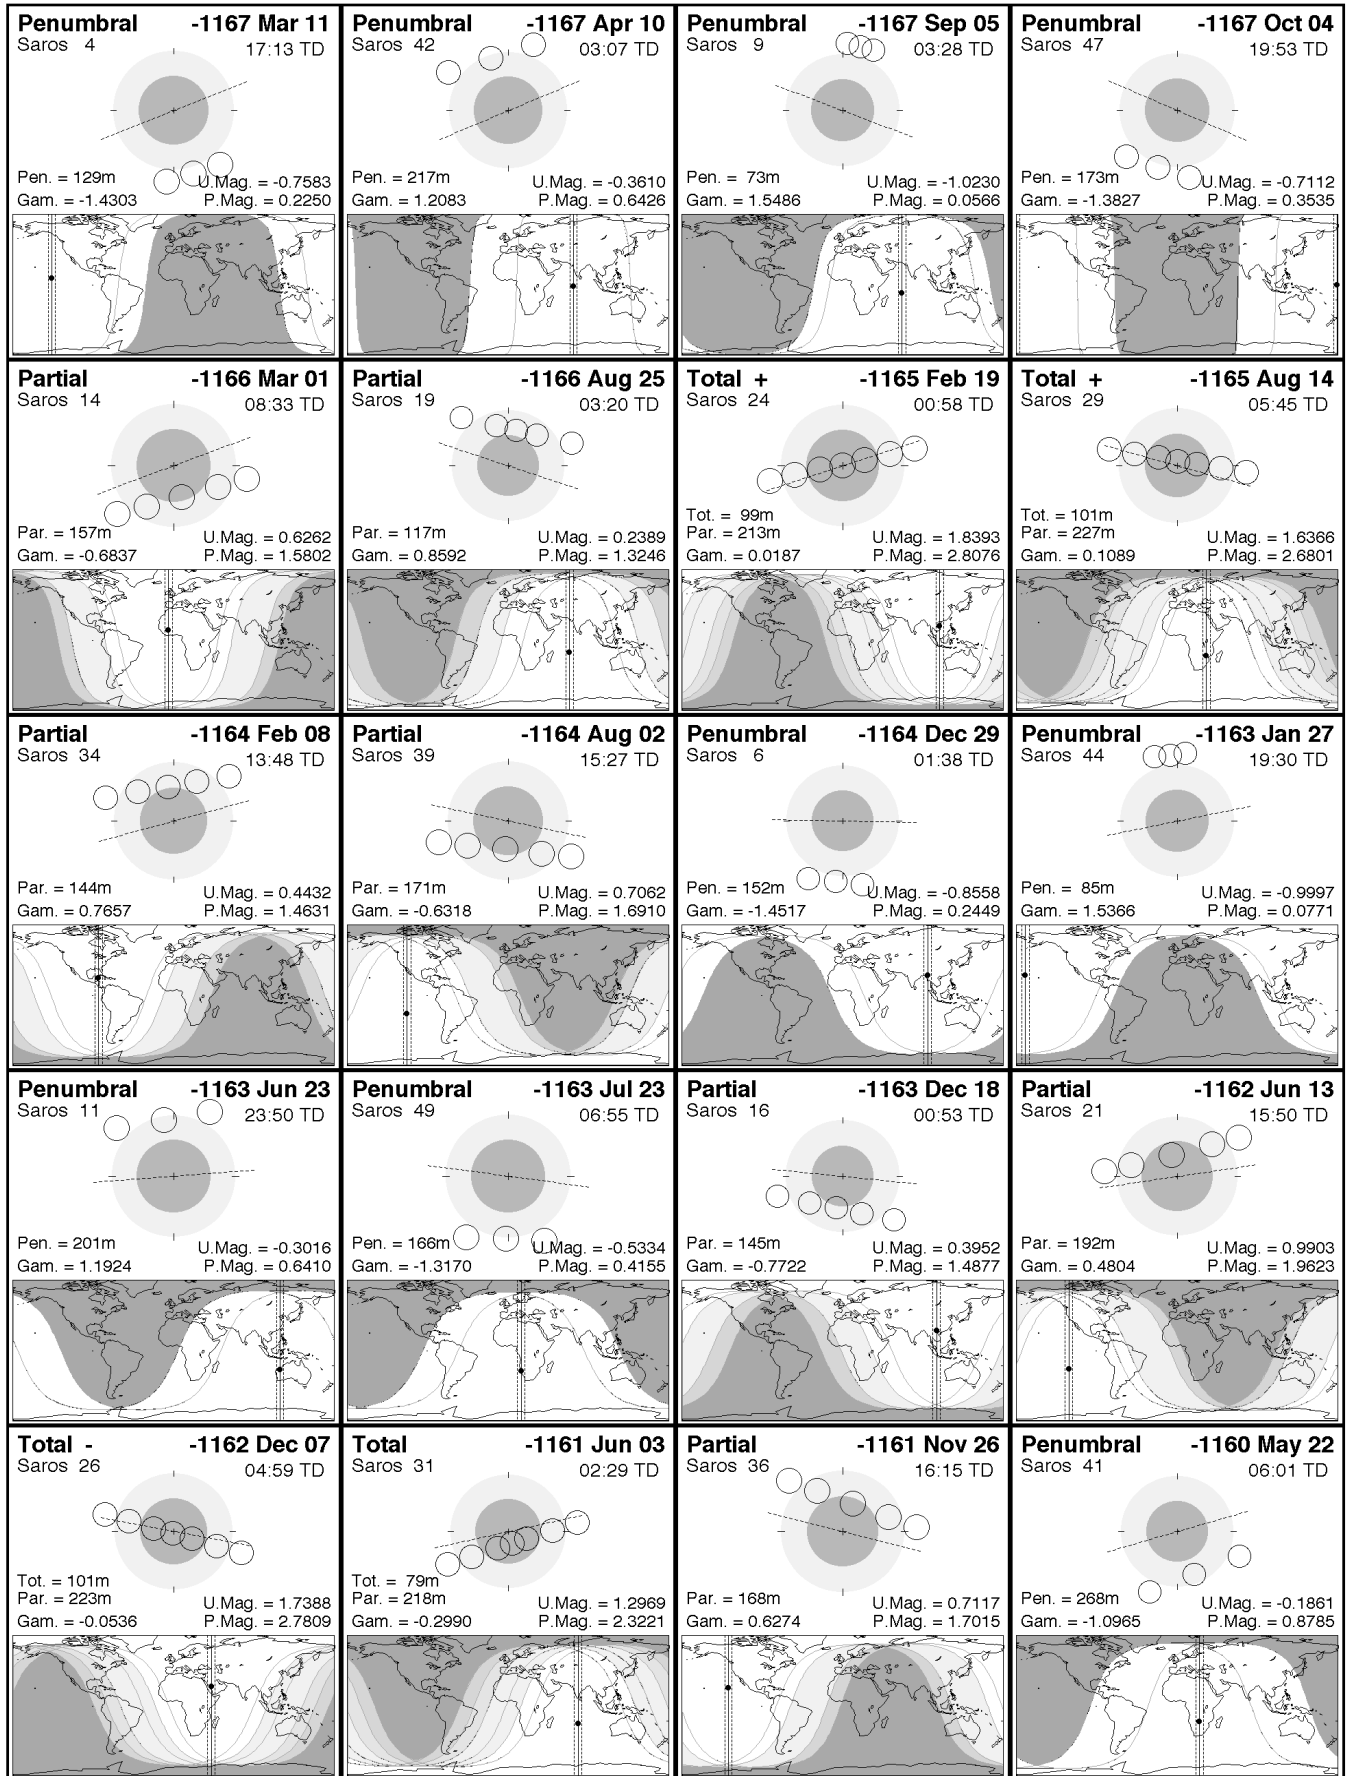 Penumbral -1167 Mar 11
Saros 4 17:13 TD
Pen. = 129m U.Mag. = -0.7583
Gam. = -1.4303 P.Mag. = 0.2250
Penumbral -1167 Apr 10
Saros 42 03:07 TD
Pen. = 217m U.Mag. = -0.3610
Gam. = 1.2083 P.Mag. = 0.6426
Penumbral -1167 Sep 05
Saros 9 03:28 TD
Pen. = 73m U.Mag. = -1.0230
Gam. = 1.5486 P.Mag. = 0.0566
Penumbral -1167 Oct 04
Saros 47 19:53 TD
Pen. = 173m U.Mag. = -0.7112
Gam. = -1.3827 P.Mag. = 0.3535
Partial -1166 Mar 01
Saros 14 08:33 TD
Par. = 157m U.Mag. = 0.6262
Gam. = -0.6837 P.Mag. = 1.5802
Partial -1166 Aug 25
Saros 19 03:20 TD
Par. = 117m U.Mag. = 0.2389
Gam. = 0.8592 P.Mag. = 1.3246
Total + -1165 Feb 19
Saros 24 00:58 TD
Tot. = 99m
Par. = 213m U.Mag. = 1.8393
Gam. = 0.0187 P.Mag. = 2.8076
Total + -1165 Aug 14
Saros 29 05:45 TD
Tot. = 101m
Par. = 227m U.Mag. = 1.6366
Gam. = 0.1089 P.Mag. = 2.6801
Partial -1164 Feb 08
Saros 34 13:48 TD
Par. = 144m U.Mag. = 0.4432
Gam. = 0.7657 P.Mag. = 1.4631
Partial -1164 Aug 02
Saros 39 15:27 TD
Par. = 171m U.Mag. = 0.7062
Gam. = -0.6318 P.Mag. = 1.6910
Penumbral -1164 Dec 29
Saros 6 01:38 TD
Pen. = 152m U.Mag. = -0.8558
Gam. = -1.4517 P.Mag. = 0.2449
Penumbral -1163 Jan 27
Saros 44 19:30 TD
Pen. = 85m U.Mag. = -0.9997
Gam. = 1.5366 P.Mag. = 0.0771
Penumbral -1163 Jun 23
Saros 11 23:50 TD
Pen. = 201m U.Mag. = -0.3016
Gam. = 1.1924 P.Mag. = 0.6410
Penumbral -1163 Jul 23
Saros 49 06:55 TD
Pen. = 166m U.Mag. = -0.5334
Gam. = -1.3170 P.Mag. = 0.4155
Partial -1163 Dec 18
Saros 16 00:53 TD
Par. = 145m U.Mag. = 0.3952
Gam. = -0.7722 P.Mag. = 1.4877
Partial -1162 Jun 13
Saros 21 15:50 TD
Par. = 192m U.Mag. = 0.9903
Gam. = 0.4804 P.Mag. = 1.9623
Total - -1162 Dec 07
Saros 26 04:59 TD
Tot. = 101m
Par. = 223m U.Mag. = 1.7388
Gam. = -0.0536 P.Mag. = 2.7809
Total -1161 Jun 03
Saros 31 02:29 TD
Tot. = 79m
Par. = 218m U.Mag. = 1.2969
Gam. = -0.2990 P.Mag. = 2.3221
Partial -1161 Nov 26
Saros 36 16:15 TD
Par. = 168m U.Mag. = 0.7117
Gam. = 0.6274 P.Mag. = 1.7015
Penumbral -1160 May 22
Saros 41 06:01 TD
Pen. = 268m U.Mag. = -0.1861
Gam. = -1.0965 P.Mag. = 0.8785